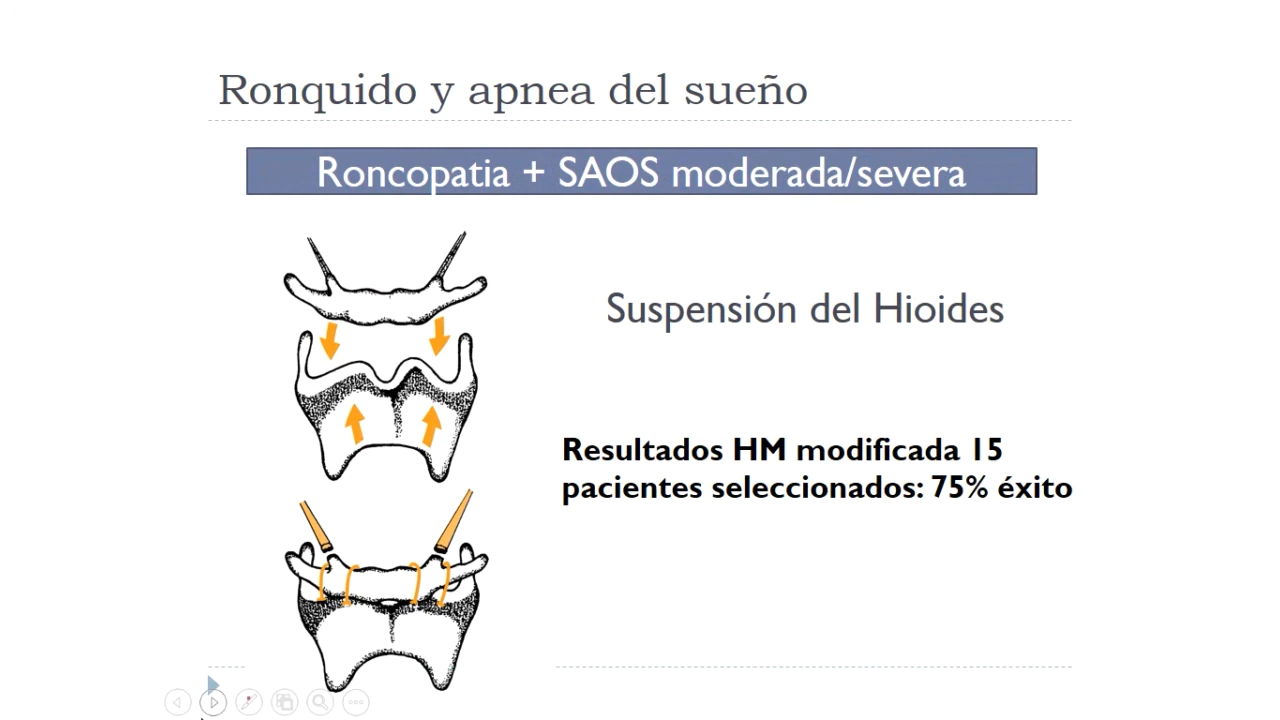 Ronquido y apnea del sueño
Roncopatia + SAOS moderada/severa
Suspensión del Hioides
Resultados HM modificada 15
pacientes seleccionados: 75% éxito